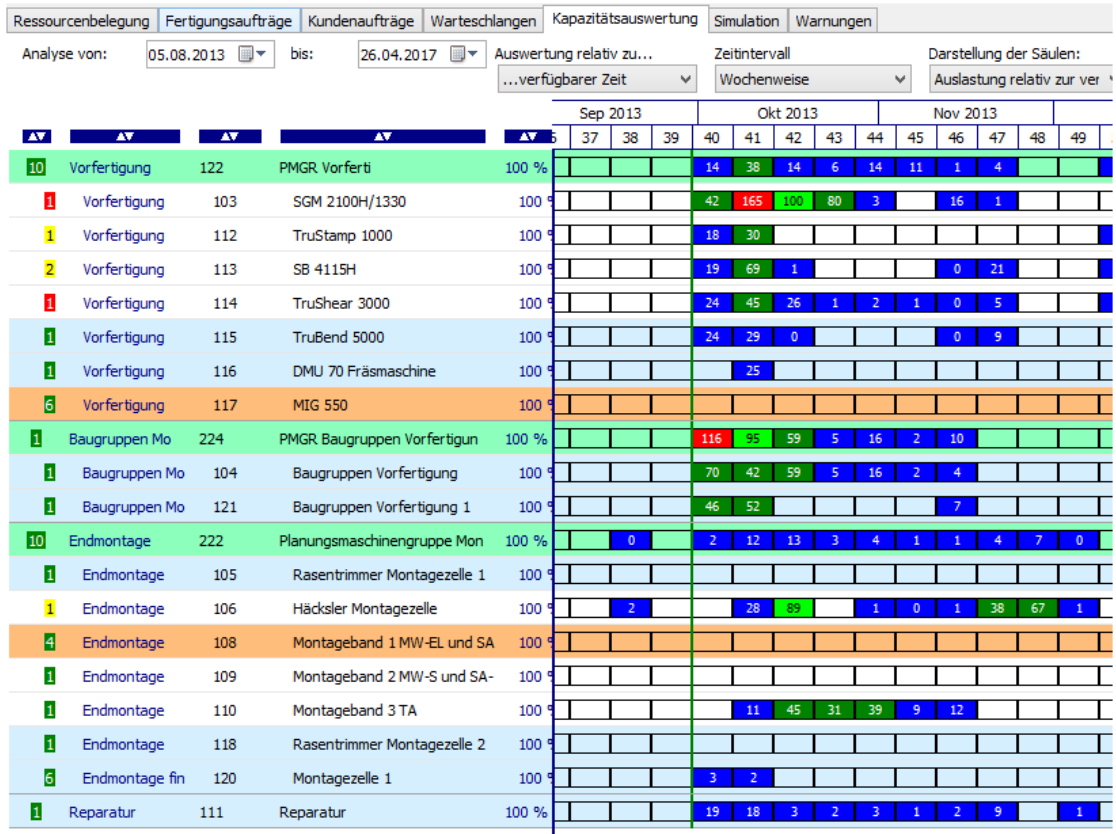 Ressourcenbelegung Fertigungsaufträge Kundenaufträge Warteschlangen Kapazitätsauswertung Simulation Warnungen
Analyse von: 05.08.2013 bis: 26.04.2017 Auswertung relativ zu... Zeitintervall Darstellung der Säulen:
...verfügbarer Zeit Wochenweise Auslastung relativ zur ver
Sep 2013 Okt 2013 Nov 2013
37 38 39 40 41 42 43 44 45 46 47 48 49
10 Vorfertigung 122 PMGR Vorferti 100 % 14 38 14 6 14 11 1 4
1 Vorfertigung 103 SGM 2100H/1330 100 % 42 165 100 80 3 16 1
1 Vorfertigung 112 TruStamp 1000 100 % 18 30
2 Vorfertigung 113 SB 4115H 100 % 19 69 1 0 21
1 Vorfertigung 114 TruShear 3000 100 % 24 45 26 1 2 1 0 5
1 Vorfertigung 115 TruBend 5000 100 % 24 29 0 0 9
1 Vorfertigung 116 DMU 70 Fräsmaschine 100 % 25
6 Vorfertigung 117 MIG 550 100 %
1 Baugruppen Mo 224 PMGR Baugruppen Vorfertigun 100 % 116 95 59 5 16 2 10
1 Baugruppen Mo 104 Baugruppen Vorfertigung 100 % 70 42 59 5 16 2 4
1 Baugruppen Mo 121 Baugruppen Vorfertigung 1 100 % 46 52 7
10 Endmontage 222 Planungsmaschinengruppe Mon 100 % 0 2 12 13 3 4 1 1 4 7 0
1 Endmontage 105 Rasentrimmer Montagezelle 1 100 %
1 Endmontage 106 Häcksler Montagezelle 100 % 2 28 89 1 0 1 38 67 1
4 Endmontage 108 Montageband 1 MW-EL und SA 100 %
1 Endmontage 109 Montageband 2 MW-S und SA- 100 %
1 Endmontage 110 Montageband 3 TA 100 % 11 45 31 39 9 12
1 Endmontage 118 Rasentrimmer Montagezelle 2 100 %
6 Endmontage fin 120 Montagezelle 1 100 % 3 2
1 Reparatur 111 Reparatur 100 % 19 18 3 2 3 1 2 9 1